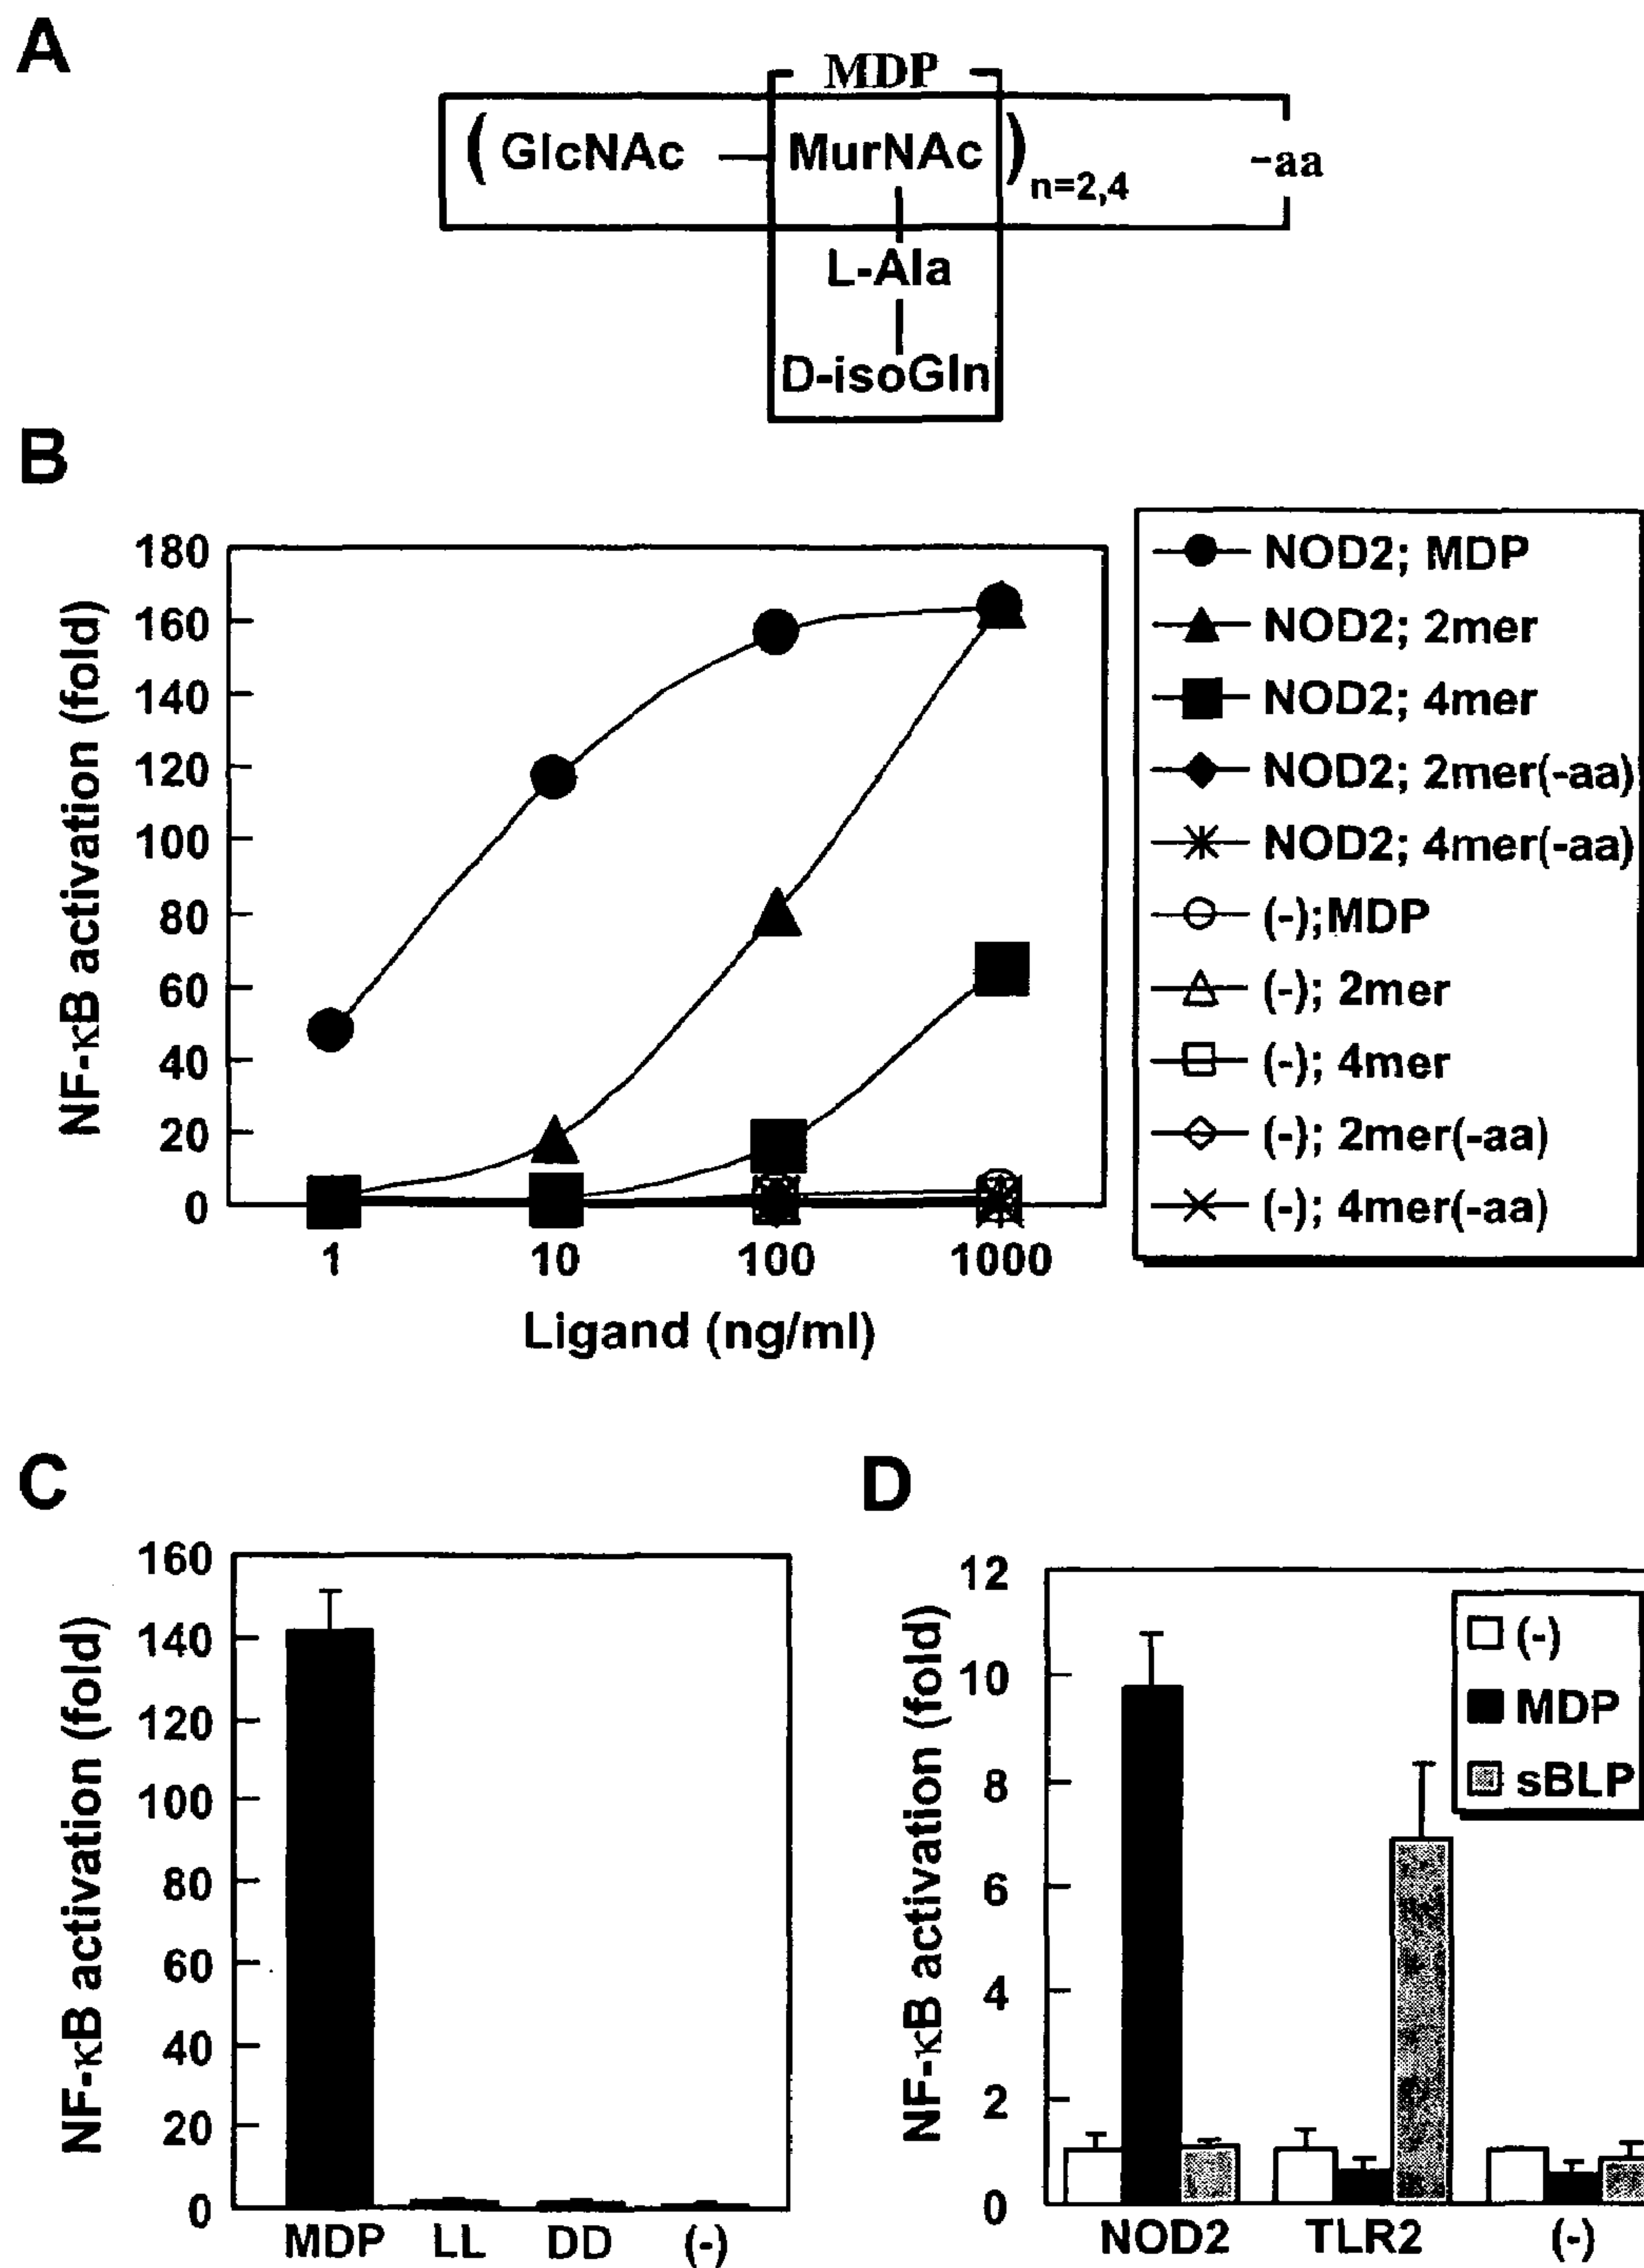 A
MDP
( GlcNAc — MurNAc ) n=2,4 -aa
L-Ala
D-isoGln
B
NF-κB activation (fold)
180
160
140
120
100
80
60
40
20
0
1 10 100 1000
Ligand (ng/ml)
NOD2; MDP
NOD2; 2mer
NOD2; 4mer
NOD2; 2mer(-aa)
NOD2; 4mer(-aa)
(-);MDP
(-); 2mer
(-); 4mer
(-); 2mer(-aa)
(-); 4mer(-aa)
C
NF-κB activation (fold)
160
140
120
100
80
60
40
20
0
MDP LL DD (-)
D
NF-κB activation (fold)
12
10
8
6
4
2
0
NOD2 TLR2 (-)
(-)
MDP
sBLP